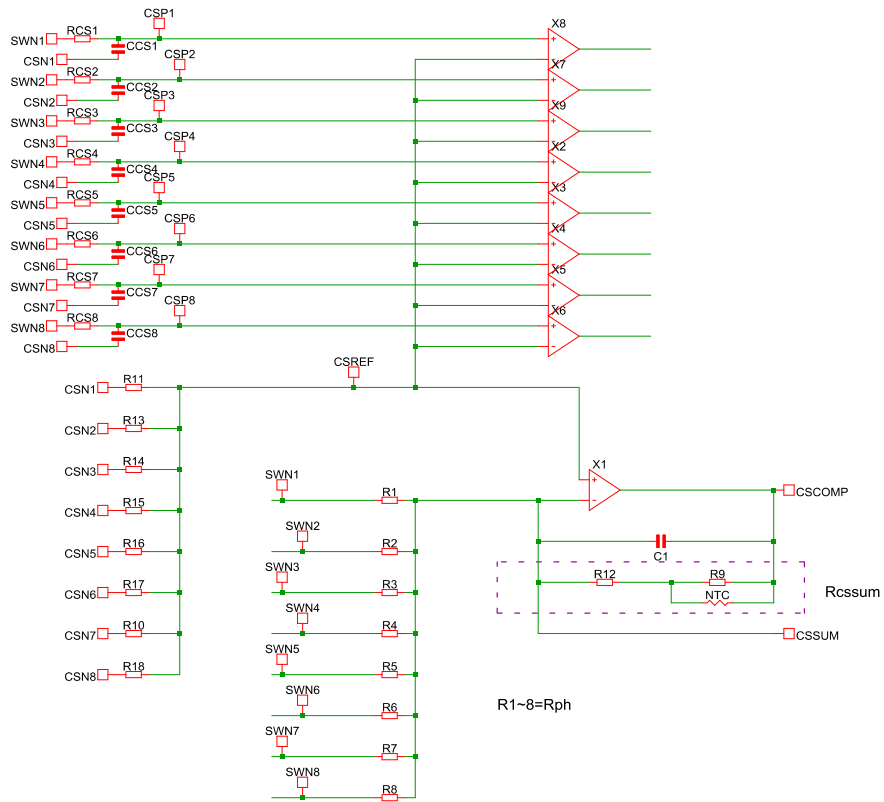 CSP1
X8
RCS1
SWN1
CCS1
CSN1
CSP2
X7
RCS2
SWN2
CCS2
CSN2
CSP3
X9
RCS3
SWN3
CCS3
CSN3
CSP4
X2
RCS4
SWN4
CCS4
CSN4
CSP5
X3
RCS5
SWN5
CCS5
CSN5
CSP6
X4
RCS6
SWN6
CCS6
CSN6
CSP7
X5
RCS7
SWN7
CCS7
CSN7
CSP8
X6
RCS8
SWN8
CCS8
CSN8
CSREF
CSN1 R11
CSN2 R13
CSN3 R14
CSN4 R15
CSN5 R16
CSN6 R17
CSN7 R10
CSN8 R18
SWN1 R1
SWN2 R2
SWN3 R3
SWN4 R4
SWN5 R5
SWN6 R6
SWN7 R7
SWN8 R8
X1
CSCOMP
C1
R12 R9
NTC
Rcssum
CSSUM
R1~8=Rph